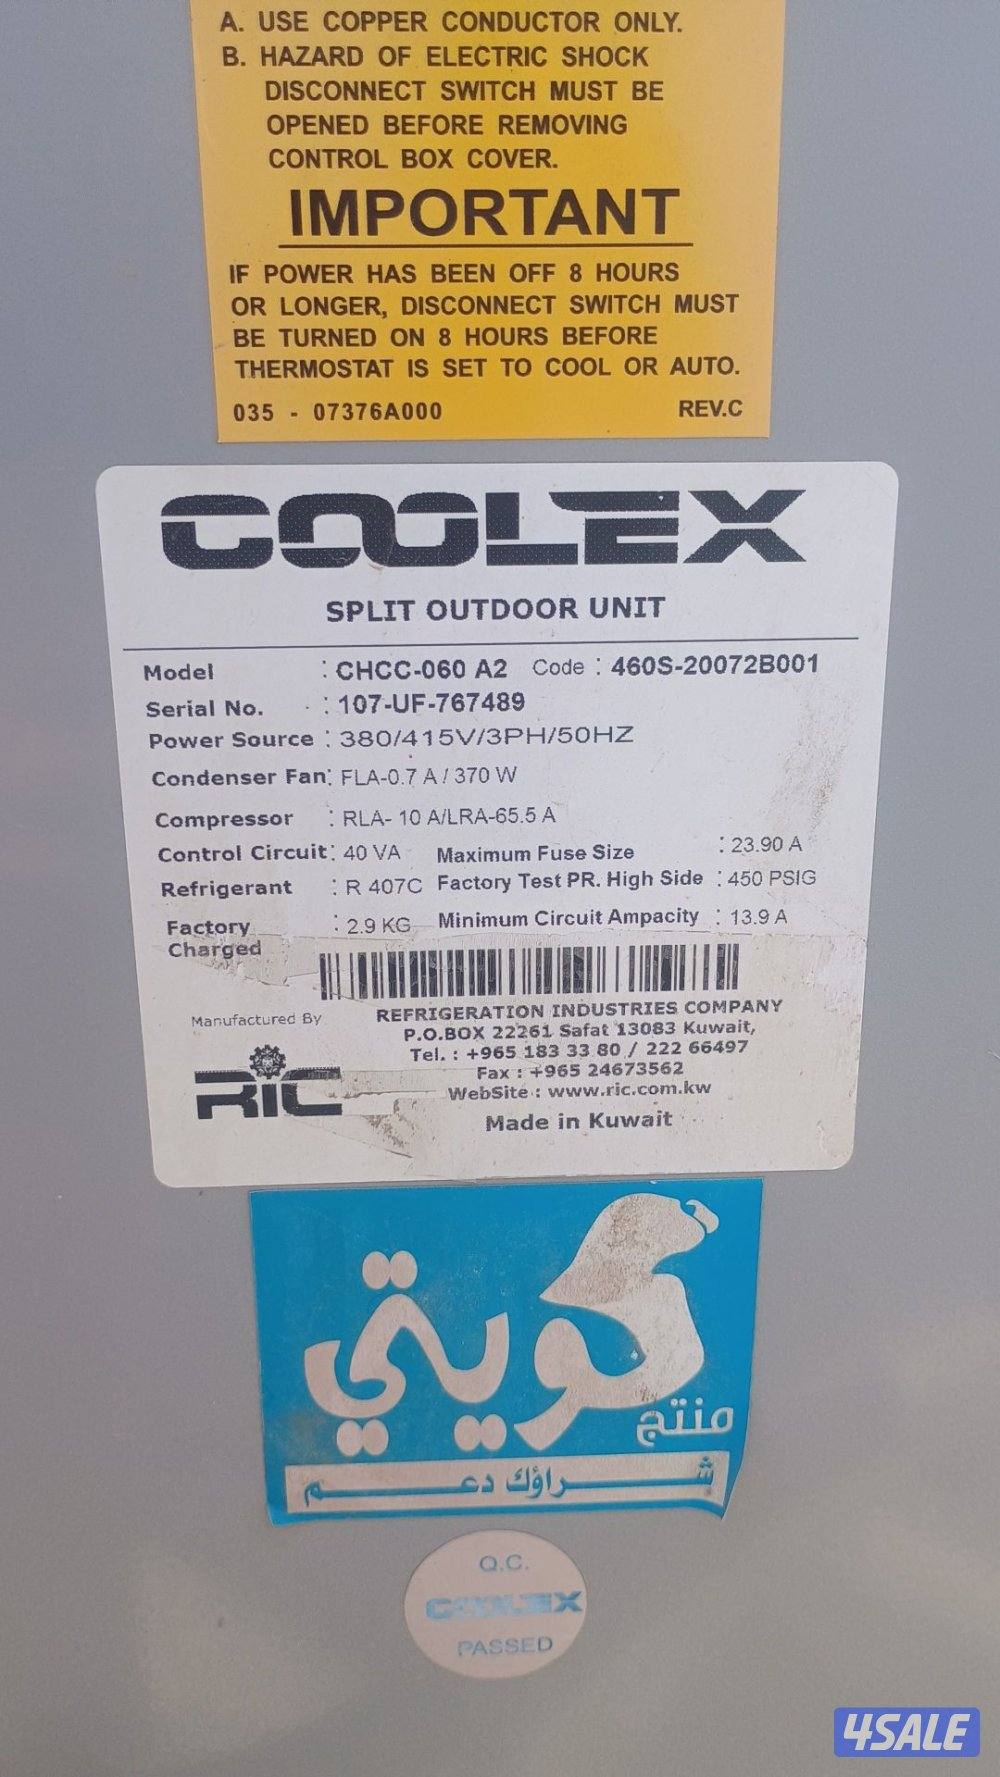 A. USE COPPER CONDUCTOR ONLY.
B. HAZARD OF ELECTRIC SHOCK
DISCONNECT SWITCH MUST BE
OPENED BEFORE REMOVING
CONTROL BOX COVER.
IMPORTANT
IF POWER HAS BEEN OFF 8 HOURS
OR LONGER, DISCONNECT SWITCH MUST
BE TURNED ON 8 HOURS BEFORE
THERMOSTAT IS SET TO COOL OR AUTO.
035 - 07376A000 REV.C
COOLEX
SPLIT OUTDOOR UNIT
Model : CHCC-060 A2 Code : 460S-20072B001
Serial No. : 107-UF-767489
Power Source : 380/415V/3PH/50HZ
Condenser Fan: FLA-0.7 A / 370 W
Compressor : RLA- 10 A/LRA-65.5 A
Control Circuit: 40 VA Maximum Fuse Size : 23.90 A
Refrigerant : R 407C Factory Test PR. High Side : 450 PSIG
Factory Charged : 2.9 KG Minimum Circuit Ampacity : 13.9 A
Manufactured By
RIC
REFRIGERATION INDUSTRIES COMPANY
P.O.BOX 22261 Safat 13083 Kuwait,
Tel. : +965 183 33 80 / 222 66497
Fax : +965 24673562
WebSite : www.ric.com.kw
Made in Kuwait
منتج كويتي
شراؤك دعم
Q.C.
COOLEX
PASSED
4SALE